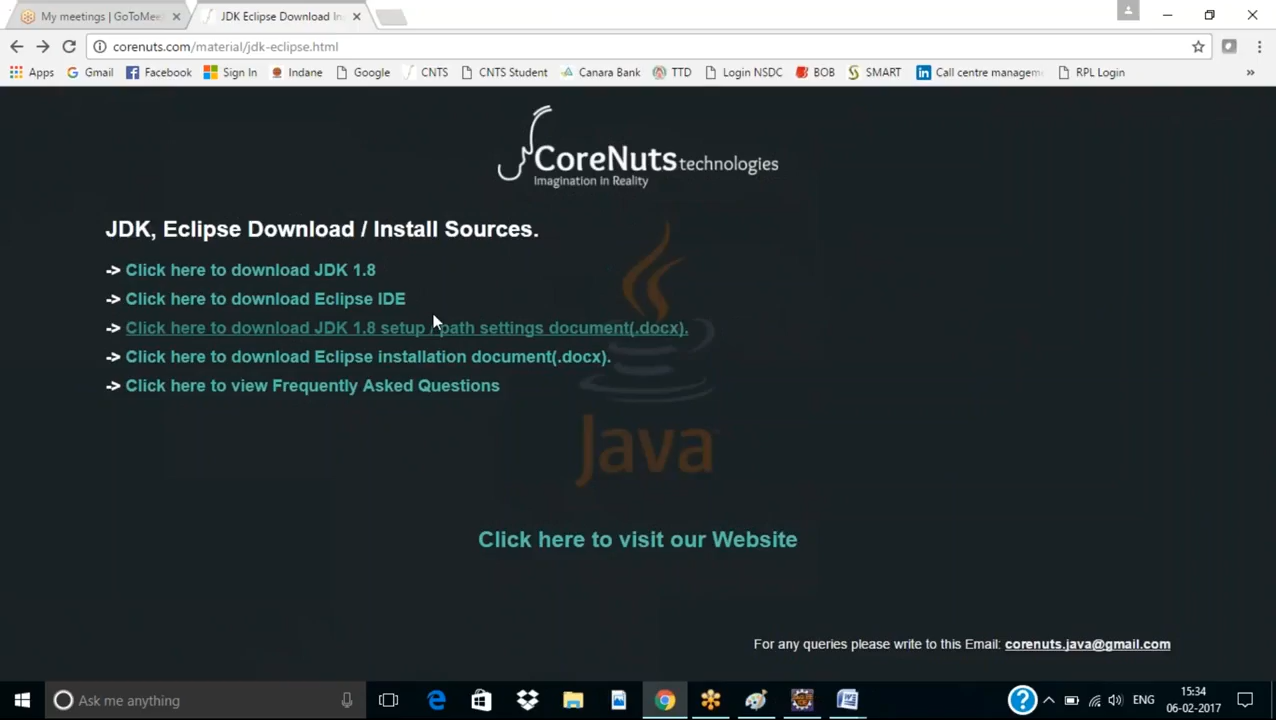 My meetings | GoToMee
JDK Eclipse Download In
corenuts.com/material/jdk-eclipse.html
Apps Gmail Facebook Sign In Indane Google CNTS CNTS Student Canara Bank TTD Login NSDC BOB SMART Call centre managem RPL Login
CoreNuts technologies
Imagination In Reality
JDK, Eclipse Download / Install Sources.
-> Click here to download JDK 1.8
-> Click here to download Eclipse IDE
-> Click here to download JDK 1.8 setup / path settings document(.docx).
-> Click here to download Eclipse installation document(.docx).
-> Click here to view Frequently Asked Questions
Java
Click here to visit our Website
For any queries please write to this Email: corenuts.java@gmail.com
Ask me anything
ENG
15:34
06-02-2017